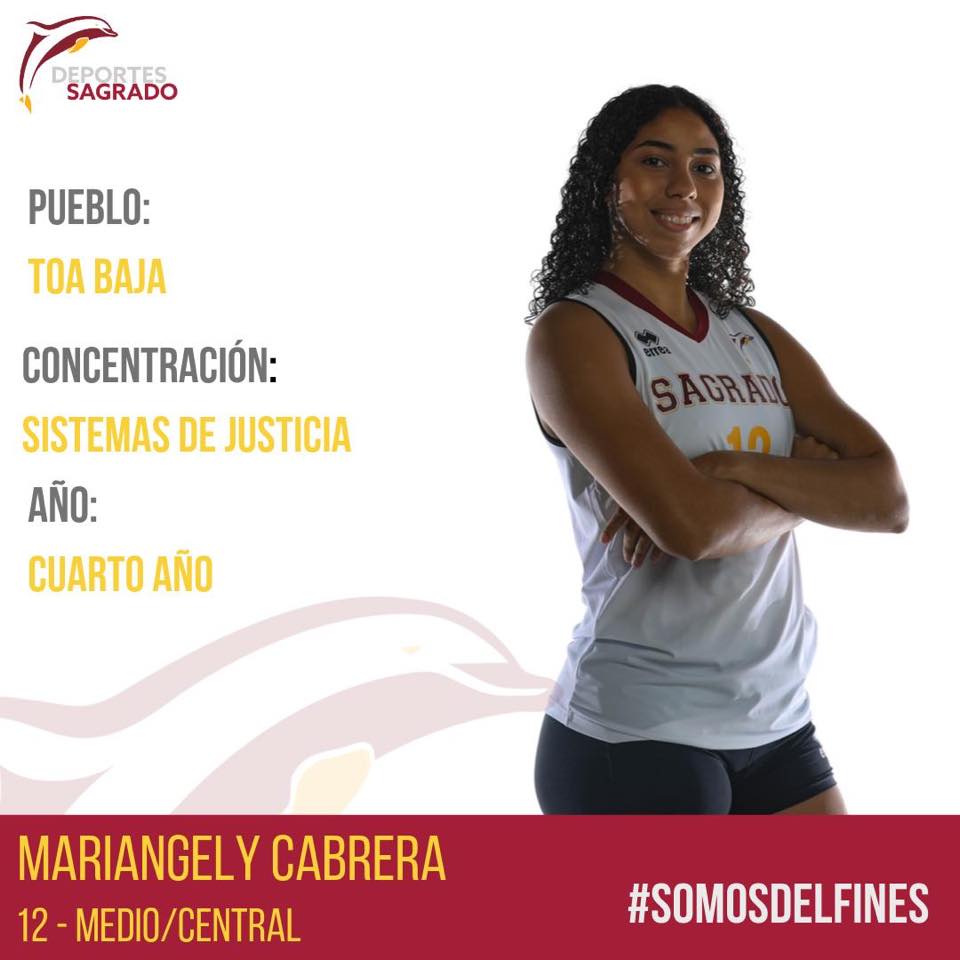 DEPORTES
SAGRADO
PUEBLO:
TOA BAJA
CONCENTRACIÓN:
SISTEMAS DE JUSTICIA
AÑO:
CUARTO AÑO
errea
SAGRADO
12
MARIANGELY CABRERA
12 - MEDIO/CENTRAL
#SOMOSDELFINES